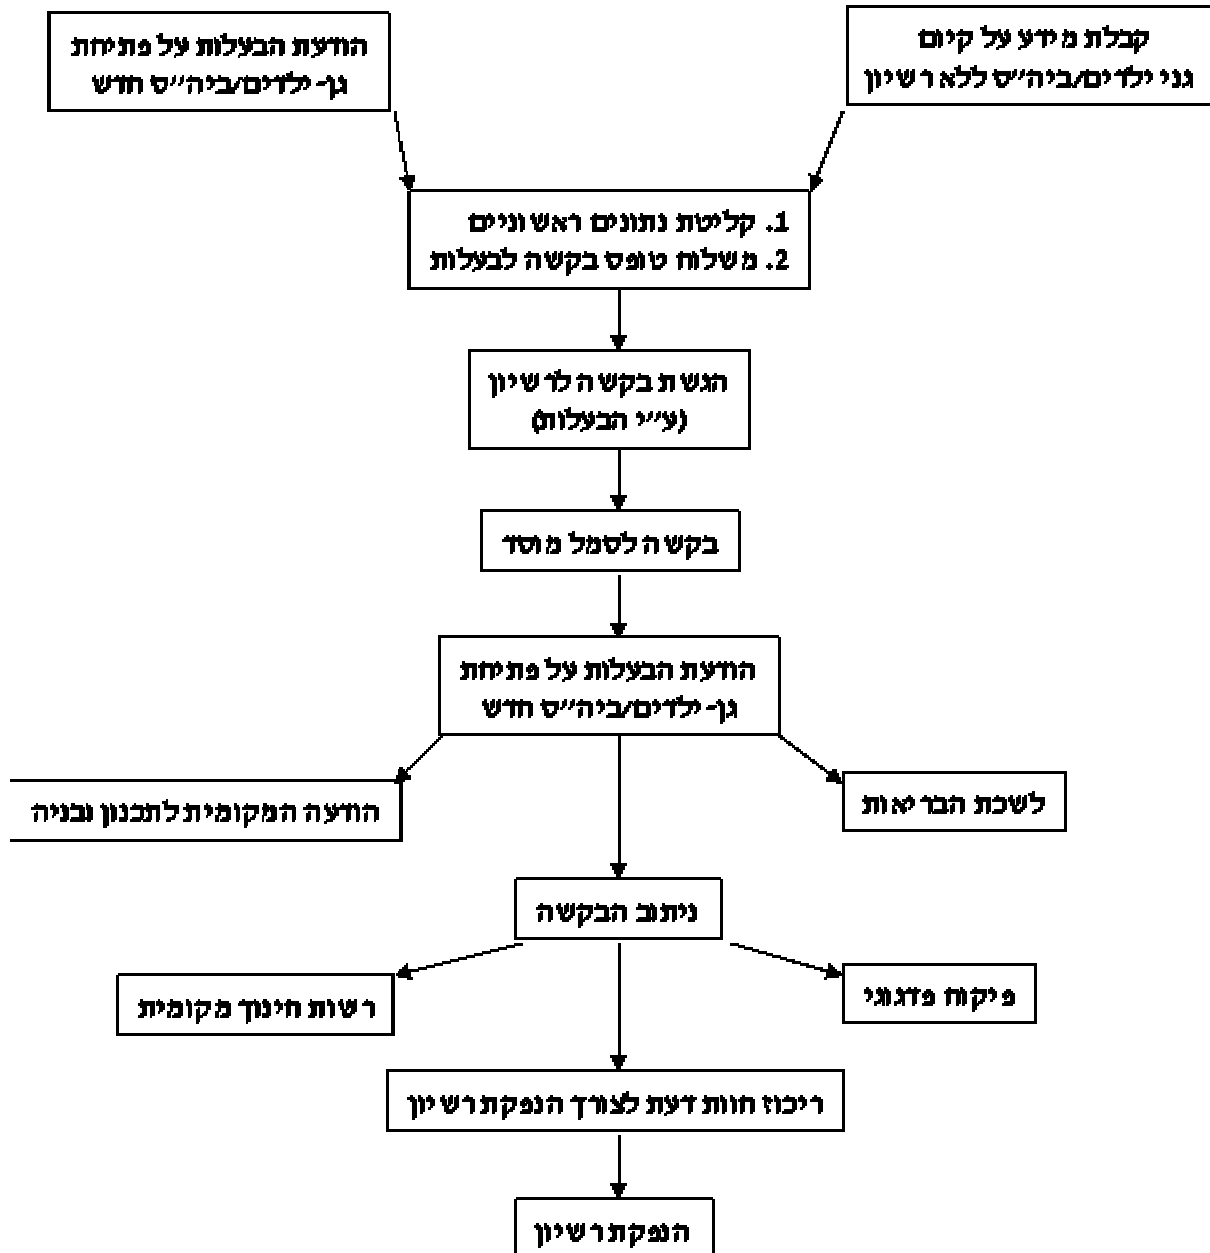 קבלת מידע על קיום
גני ילדים/ביה"ס ללא רשיון
הודעת הבעלות על פתיחת
גן-ילדים/ביה"ס חדש
1. קליטת נתונים ראשוניים
2. משלוח טופס בקשה לבעלות
הגשת בקשה לרשיון
(ע"י הבעלות)
בקשה לסמל מוסד
הודעת הבעלות על פתיחת
גן-ילדים/ביה"ס חדש
לשכת הבריאות
הודעה המקומית לתכנון ובניה
ניתוב הבקשה
פיקוח פדגוגי
רשות חינוך מקומית
ריכוז חוות דעת לצורך הנפקת רשיון
הנפקת רשיון